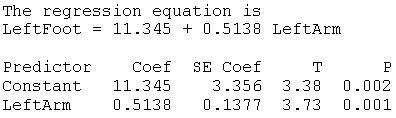 The regression equation is
LeftFoot = 11.345 + 0.5138 LeftArm
Predictor Coef SE Coef T P
Constant 11.345 3.356 3.38 0.002
LeftArm 0.5138 0.1377 3.73 0.001